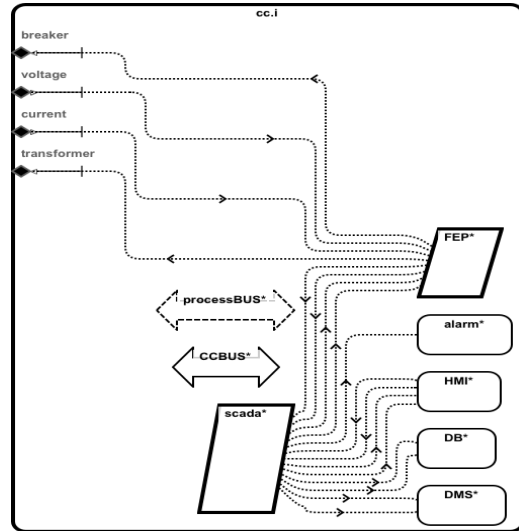 cc.i
breaker
voltage
current
transformer
FEP*
processBUS*
alarm*
CCBUS*
HMI*
scada*
DB*
DMS*